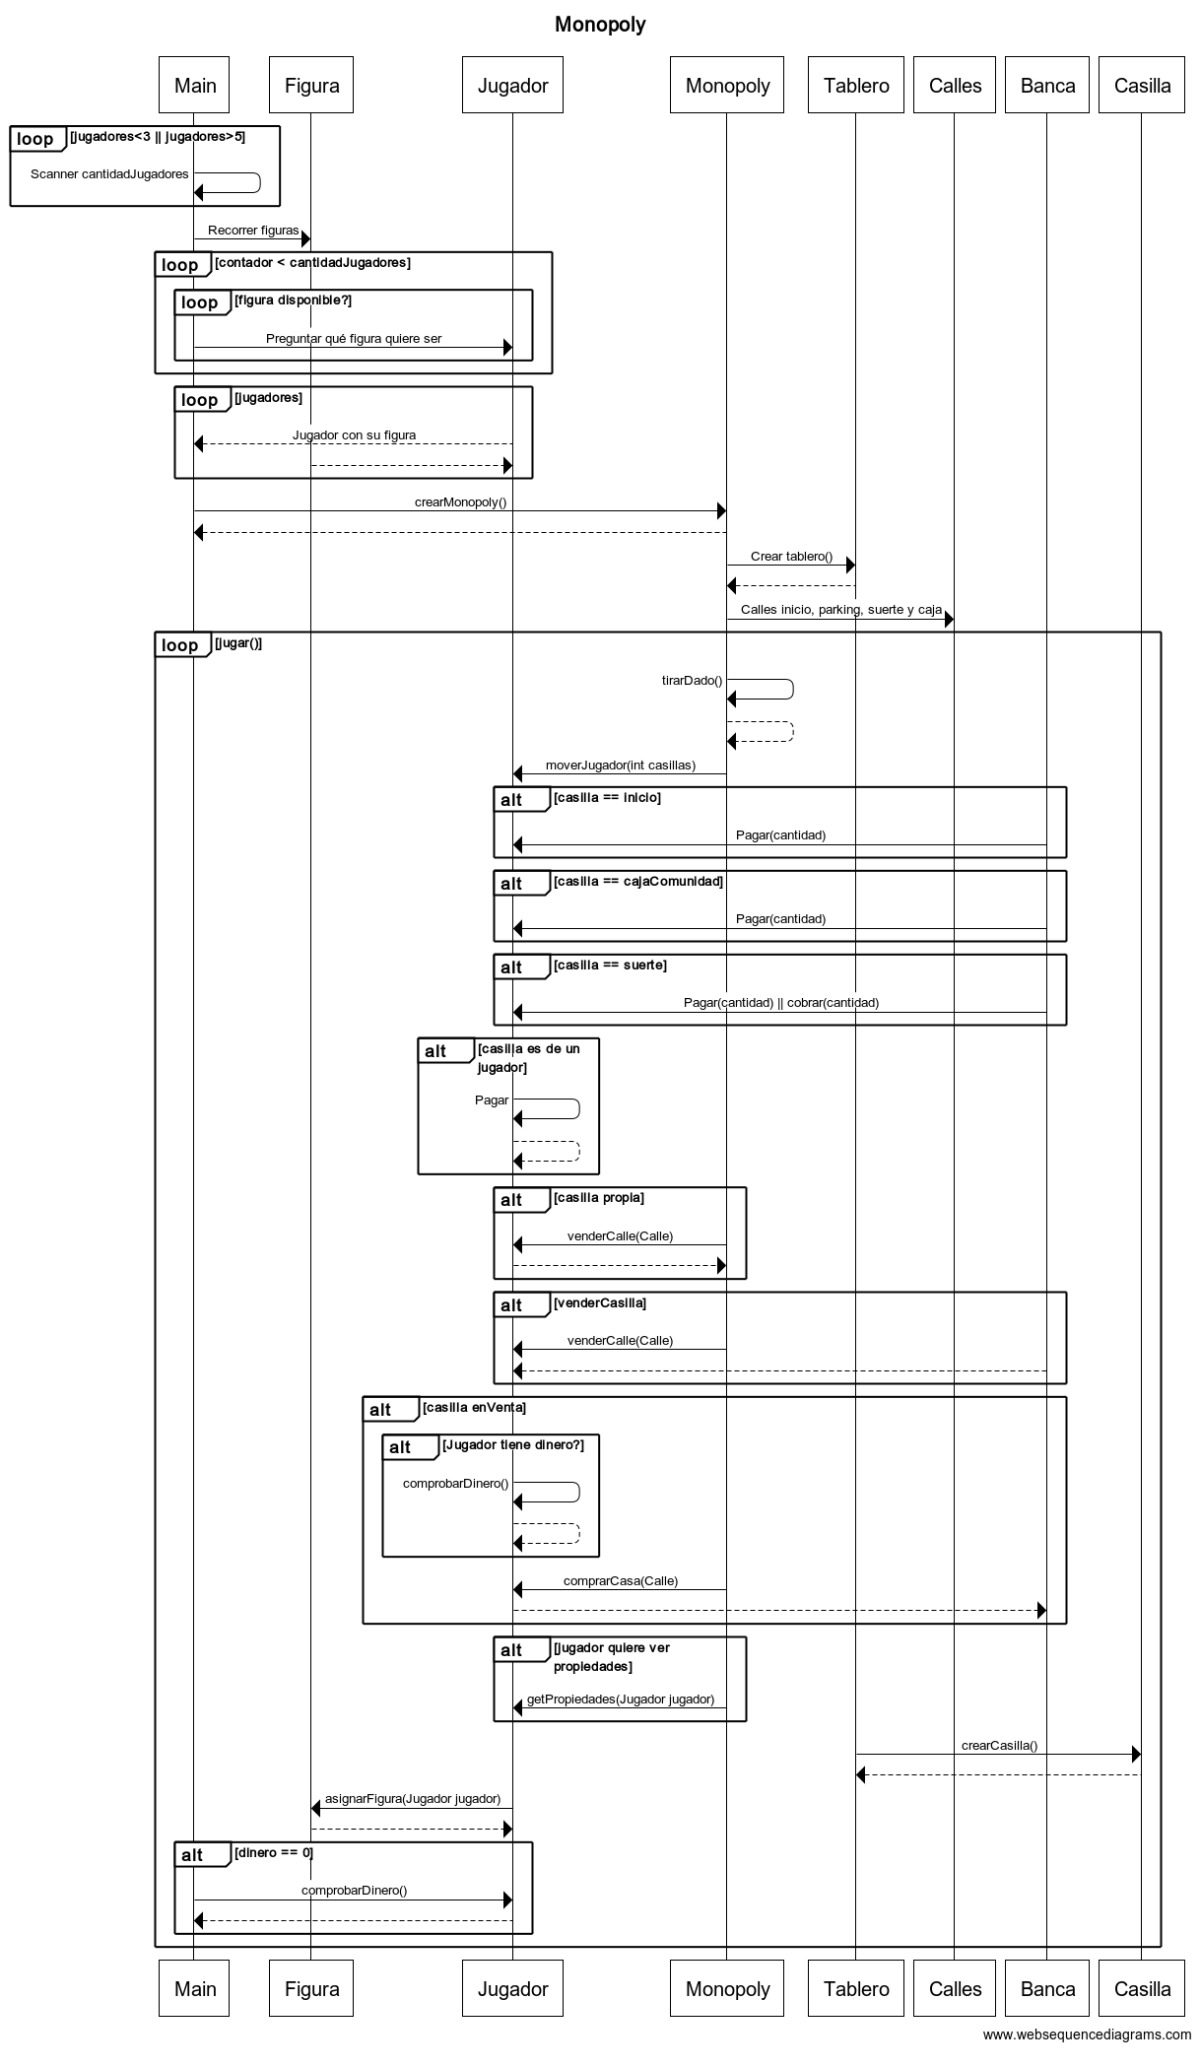 Monopoly
Main
Figura
Jugador
Monopoly
Tablero
Calles
Banca
Casilla
loop [jugadores<3 || jugadores>5]
Scanner cantidadJugadores
Recorrer figuras
loop [contador < cantidadJugadores]
loop [figura disponible?]
Preguntar qué figura quiere ser
loop [jugadores]
Jugador con su figura
crearMonopoly()
Crear tablero()
Calles inicio, parking, suerte y caja
loop [jugar()]
tirarDado()
moverJugador(int casillas)
alt [casilla == inicio]
Pagar(cantidad)
alt [casilla == cajaComunidad]
Pagar(cantidad)
alt [casilla == suerte]
Pagar(cantidad) || cobrar(cantidad)
alt [casilla es de un
jugador]
Pagar
alt [casilla propia]
venderCalle(Calle)
alt [venderCasilla]
venderCalle(Calle)
alt [casilla enVenta]
alt [Jugador tiene dinero?]
comprobarDinero()
comprarCasa(Calle)
alt [jugador quiere ver
propiedades]
getPropiedades(Jugador jugador)
crearCasilla()
asignarFigura(Jugador jugador)
alt [dinero == 0]
comprobarDinero()
Main
Figura
Jugador
Monopoly
Tablero
Calles
Banca
Casilla
www.websequencediagrams.com